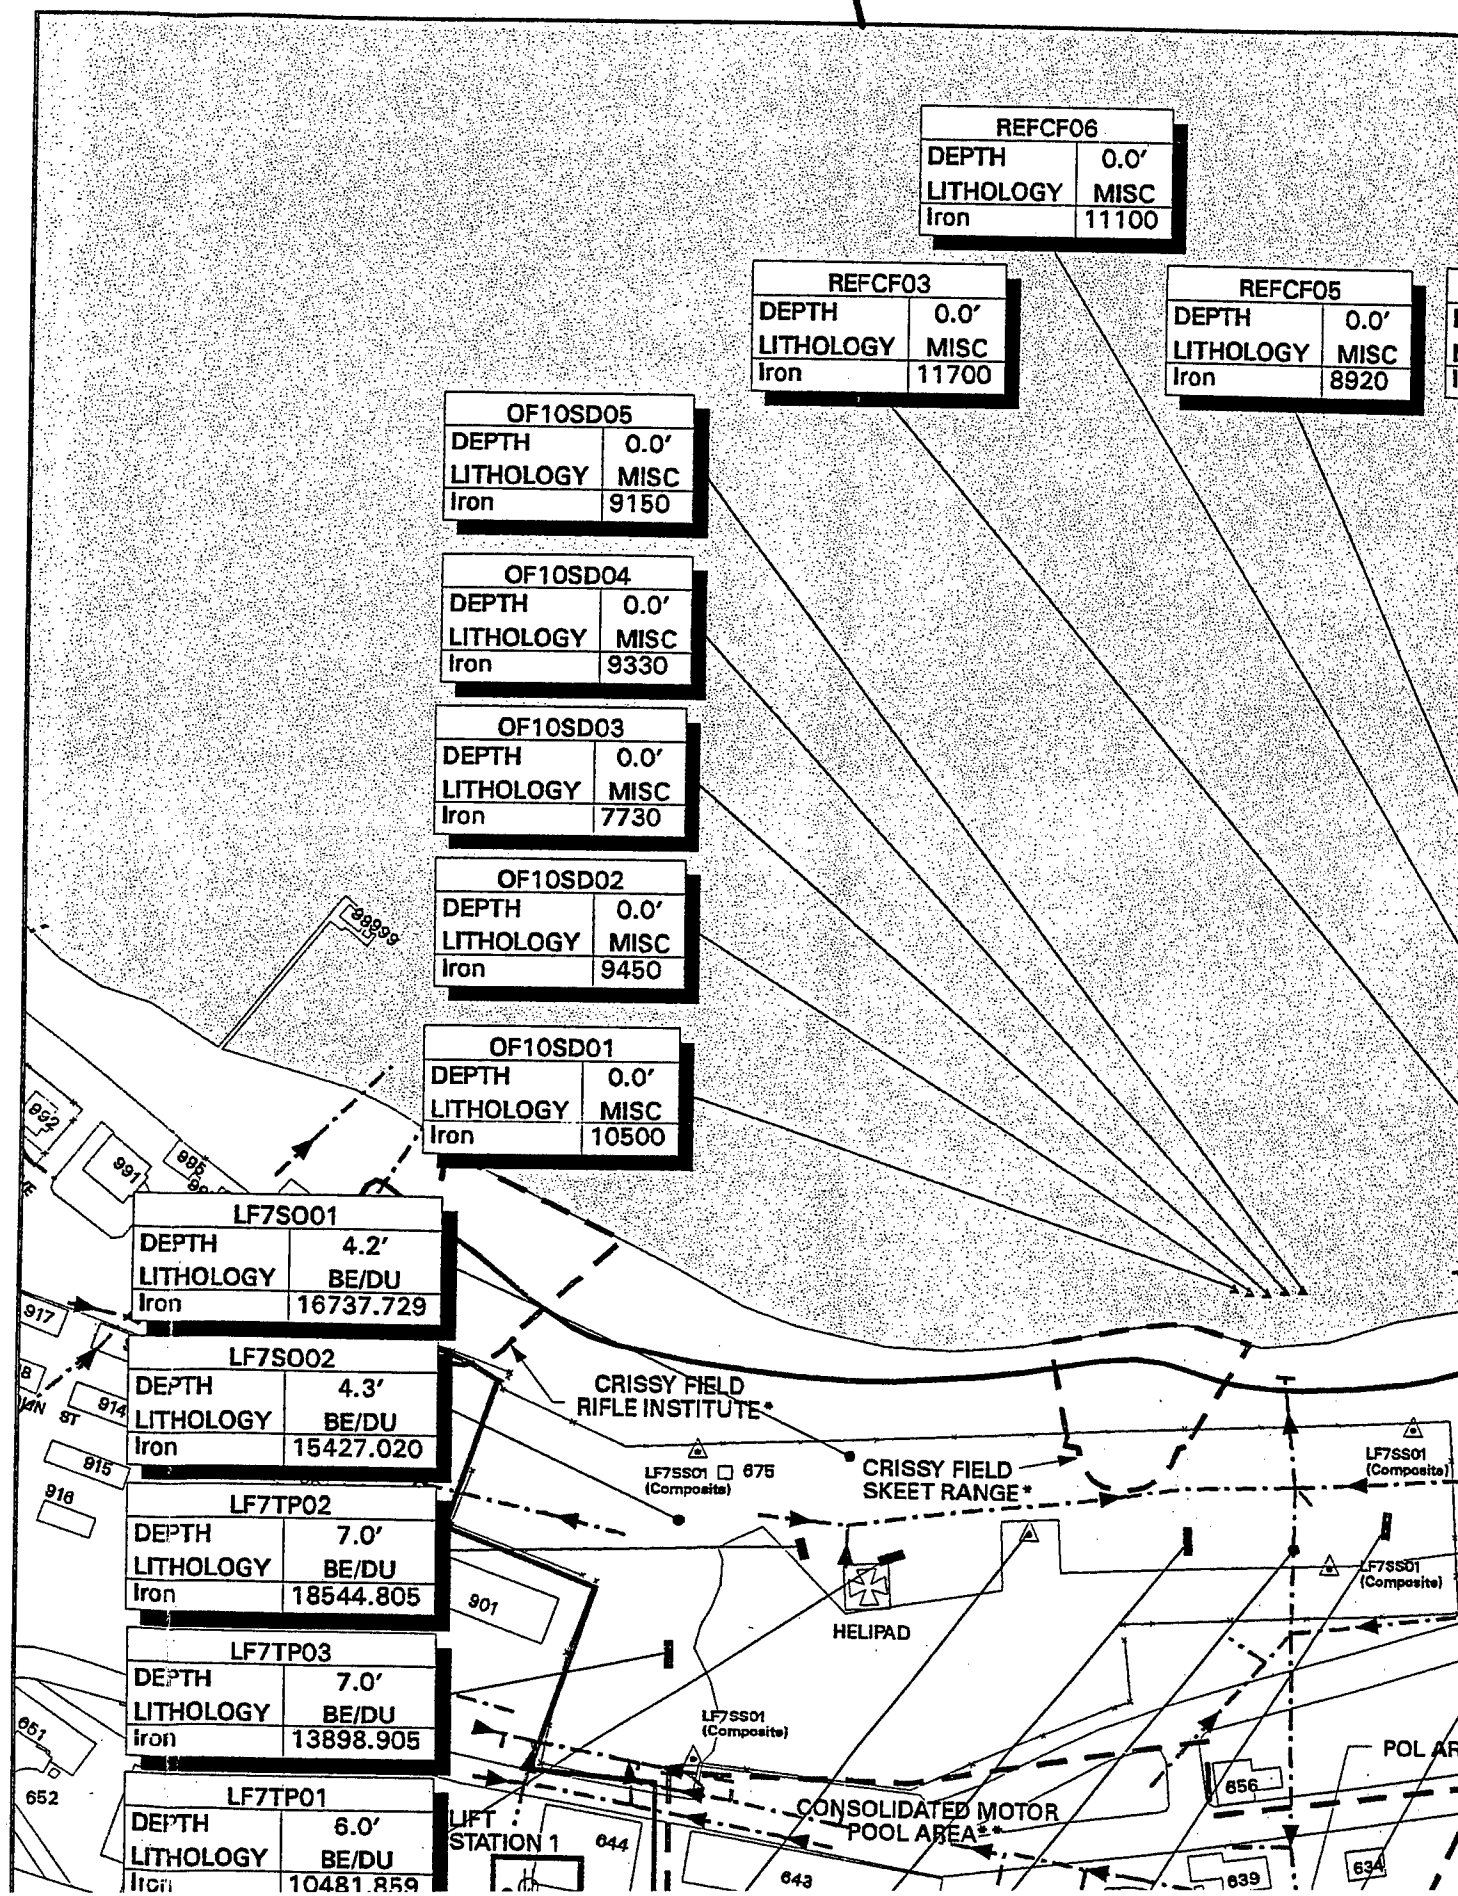 REFCF06
DEPTH 0.0'
LITHOLOGY MISC
Iron 11100
REFCF03
DEPTH 0.0'
LITHOLOGY MISC
Iron 11700
REFCF05
DEPTH 0.0'
LITHOLOGY MISC
Iron 8920
OF10SD05
DEPTH 0.0'
LITHOLOGY MISC
Iron 9150
OF10SD04
DEPTH 0.0'
LITHOLOGY MISC
Iron 9330
OF10SD03
DEPTH 0.0'
LITHOLOGY MISC
Iron 7730
OF10SD02
DEPTH 0.0'
LITHOLOGY MISC
Iron 9450
99999
OF10SD01
DEPTH 0.0'
LITHOLOGY MISC
Iron 10500
992
991
995
LF7SO01
DEPTH 4.2'
LITHOLOGY BE/DU
Iron 16737.729
917
LF7SO02
DEPTH 4.3'
LITHOLOGY BE/DU
Iron 15427.020
914
ST
915
916
CRISSY FIELD
RIFLE INSTITUTE*
LF7SS01
(Composite)
675
CRISSY FIELD
SKEET RANGE*
LF7SS01
(Composite)
LF7TP02
DEPTH 7.0'
LITHOLOGY BE/DU
Iron 18544.805
901
HELIPAD
LF7SS01
(Composite)
LF7TP03
DEPTH 7.0'
LITHOLOGY BE/DU
Iron 13898.905
651
652
LF7SS01
(Composite)
POL AR
656
LF7TP01
DEPTH 6.0'
LITHOLOGY BE/DU
Iron 10481.859
LIFT
STATION 1
644
643
CONSOLIDATED MOTOR
POOL AREA**
639
634